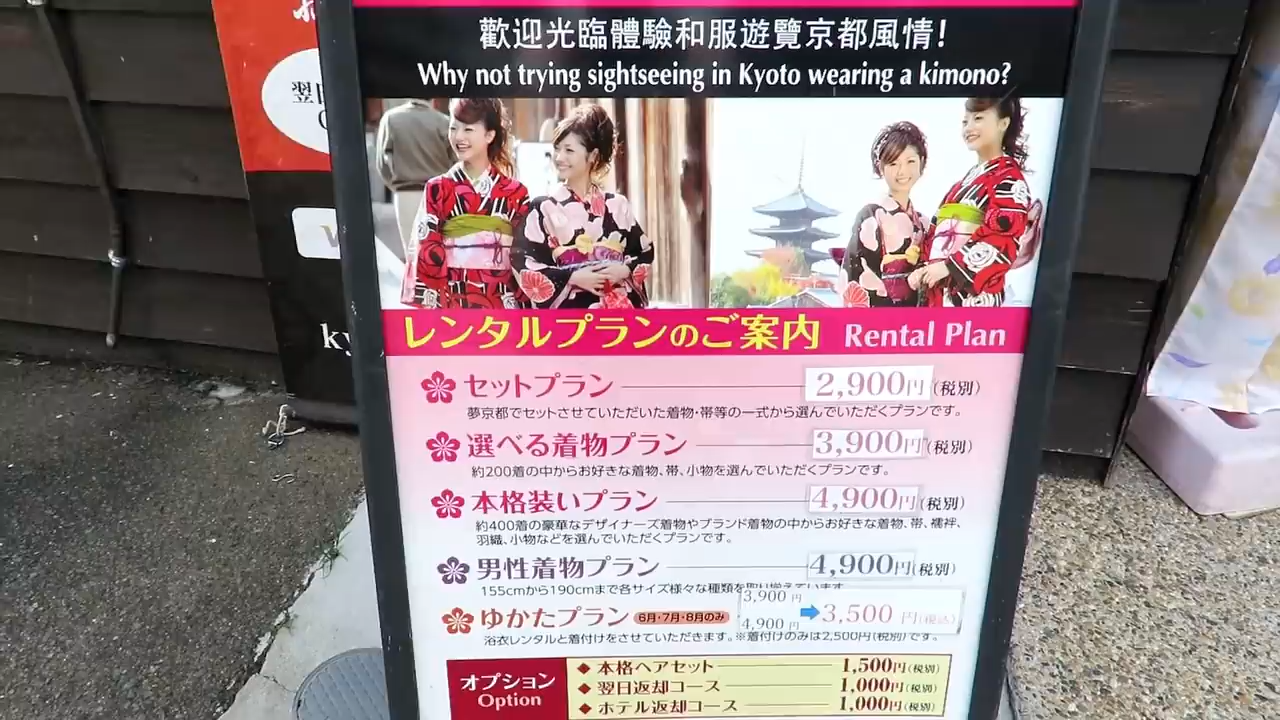 歡迎光臨體驗和服遊覽京都風情!
Why not trying sightseeing in Kyoto wearing a kimono?
レンタルプランのご案内 Rental Plan
セットプラン 2,900円(税別)
夢京都でセットさせていただいた着物・帯等の一式から選んでいただくプランです。
選べる着物プラン 3,900円(税別)
約200着の中からお好きな着物、帯、小物を選んでいただくプランです。
本格装いプラン 4,900円(税別)
約400着の豪華なデザイナーズ着物やブランド着物の中からお好きな着物、帯、襦袢、
羽織、小物などを選んでいただくプランです。
男性着物プラン 4,900円(税別)
155cmから190cmまで各サイズ様々な種類を取り揃えています
ゆかたプラン 6月・7月・8月のみ 3,900円 4,900円 3,500円(税込)
浴衣レンタルと着付けをさせていただきます。※着付けのみは2,500円(税別)です。
オプション
Option
◆本格ヘアセット 1,500円(税別)
◆翌日返却コース 1,000円(税別)
◆ホテル返却コース 1,000円(税別)
翌
ky